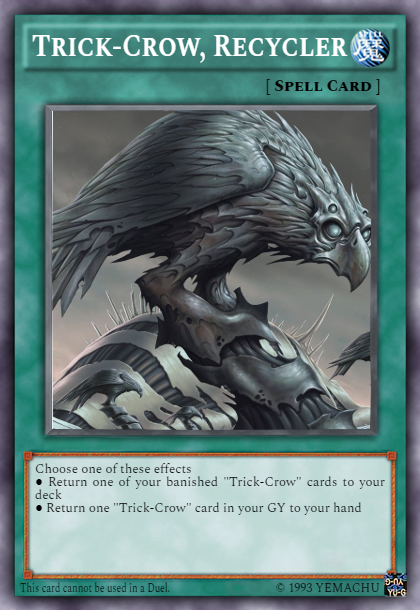 Trick-Crow, Recycler
[ Spell Card ]
Choose one of these effects
● Return one of your banished "Trick-Crow" cards to your
deck
● Return one "Trick-Crow" card in your GY to your hand
This card cannot be used in a Duel.
© 1993 YEMACHU